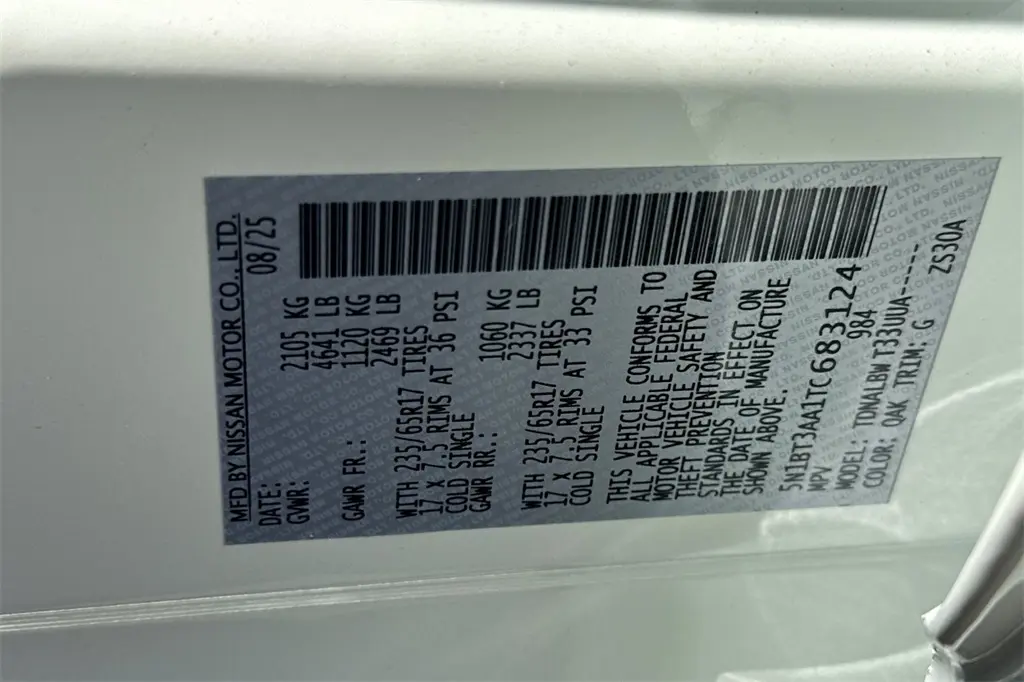 MFD BY NISSAN MOTOR CO., LTD.
DATE: 08/25
GVWR: 2105 KG
4641 LB
GAWR FR.: 1120 KG
2469 LB
WITH 235/65R17 TIRES
17 X 7.5 RIMS AT 36 PSI
COLD SINGLE
GAWR RR.: 1060 KG
2337 LB
WITH 235/65R17 TIRES
17 X 7.5 RIMS AT 33 PSI
COLD SINGLE
THIS VEHICLE CONFORMS TO
ALL APPLICABLE FEDERAL
MOTOR VEHICLE SAFETY AND
THEFT PREVENTION
STANDARDS IN EFFECT ON
THE DATE OF MANUFACTURE
SHOWN ABOVE.
5N1BT3AA1TC683124
MPV 984
MODEL: TDMALBW T33UUA-----
COLOR: QAK TRIM: G ZS30A